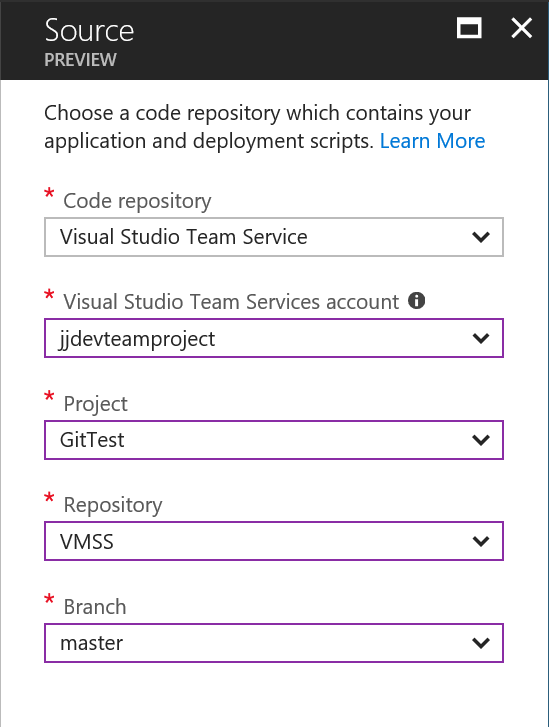 Source
PREVIEW
Choose a code repository which contains your
application and deployment scripts. Learn More
* Code repository
Visual Studio Team Service
* Visual Studio Team Services account
jjdevteamproject
* Project
GitTest
* Repository
VMSS
* Branch
master